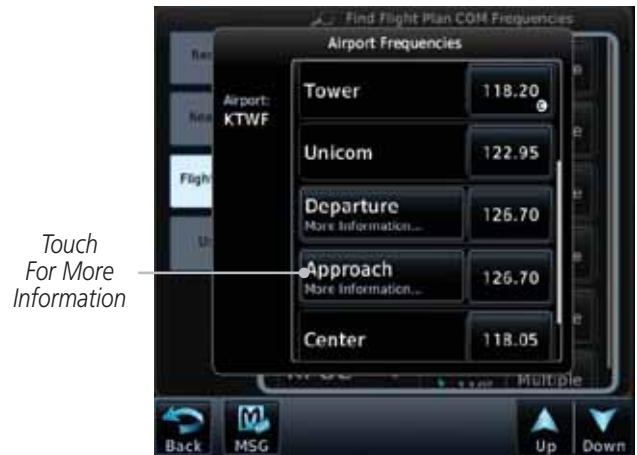 Find Flight Plan COM Frequencies
Airport Frequencies
Airport:
KTWF
Tower
118.20
C
Unicom
122.95
Departure
More Information...
126.70
Approach
More Information...
126.70
Center
118.05
Multiple
Touch
For More
Information
Back
MSG
Up
Down